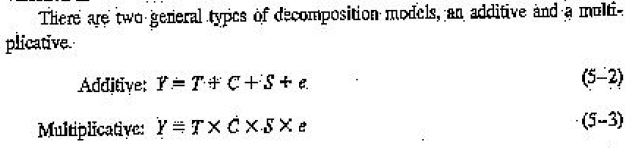 There are two general types of decomposition models, an additive and a multi-
plicative.
Additive: Y = T + C + S + e (5–2)
Multiplicative: Y = T × C × S × e (5–3)